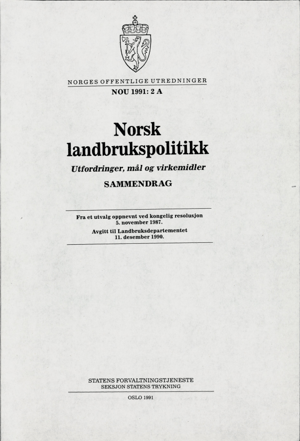 NORGES OFFENTLIGE UTREDNINGER
NOU 1991: 2 A
Norsk
landbrukspolitikk
Utfordringer, mål og virkemidler
SAMMENDRAG
Fra et utvalg oppnevnt ved kongelig resolusjon
5. november 1987.
Avgitt til Landbruksdepartementet
11. desember 1990.
STATENS FORVALTNINGSTJENESTE
SEKSJON STATENS TRYKNING
OSLO 1991